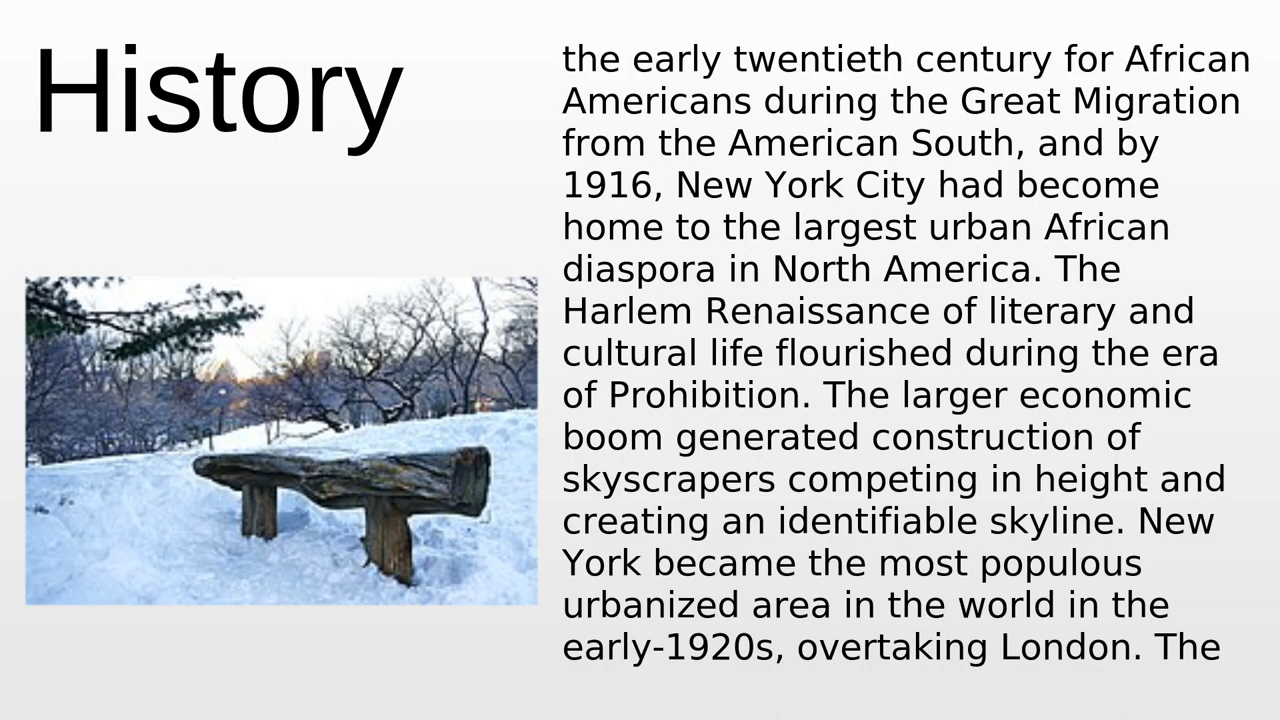 History
the early twentieth century for African
Americans during the Great Migration
from the American South, and by
1916, New York City had become
home to the largest urban African
diaspora in North America. The
Harlem Renaissance of literary and
cultural life flourished during the era
of Prohibition. The larger economic
boom generated construction of
skyscrapers competing in height and
creating an identifiable skyline. New
York became the most populous
urbanized area in the world in the
early-1920s, overtaking London. The